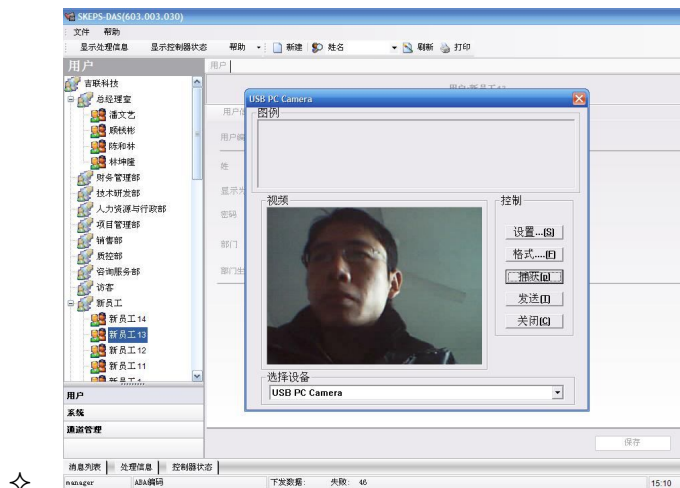 SKEPS-DAS(603.003.030)
文件 帮助
显示处理信息 显示控制器状态 帮助 新建 姓名 刷新 打印
用户
用户
吉联科技
总经理室
潘文艺
顾铁彬
陈和林
林坤隆
财务管理部
技术研发部
人力资源与行政部
项目管理部
销售部
质控部
咨询服务部
访客
新员工
新员工14
新员工13
新员工12
新员工11
用户
系统
通道管理
姓
密码
部门
USB PC Camera
图例
视频
控制
设置...(S)
格式....(F)
捕获(p)
发送(T)
关闭(C)
选择设备
USB PC Camera
保存
消息列表 处理信息 控制器状态
manager ABA编码 下发数据: 失败: 46 15:10